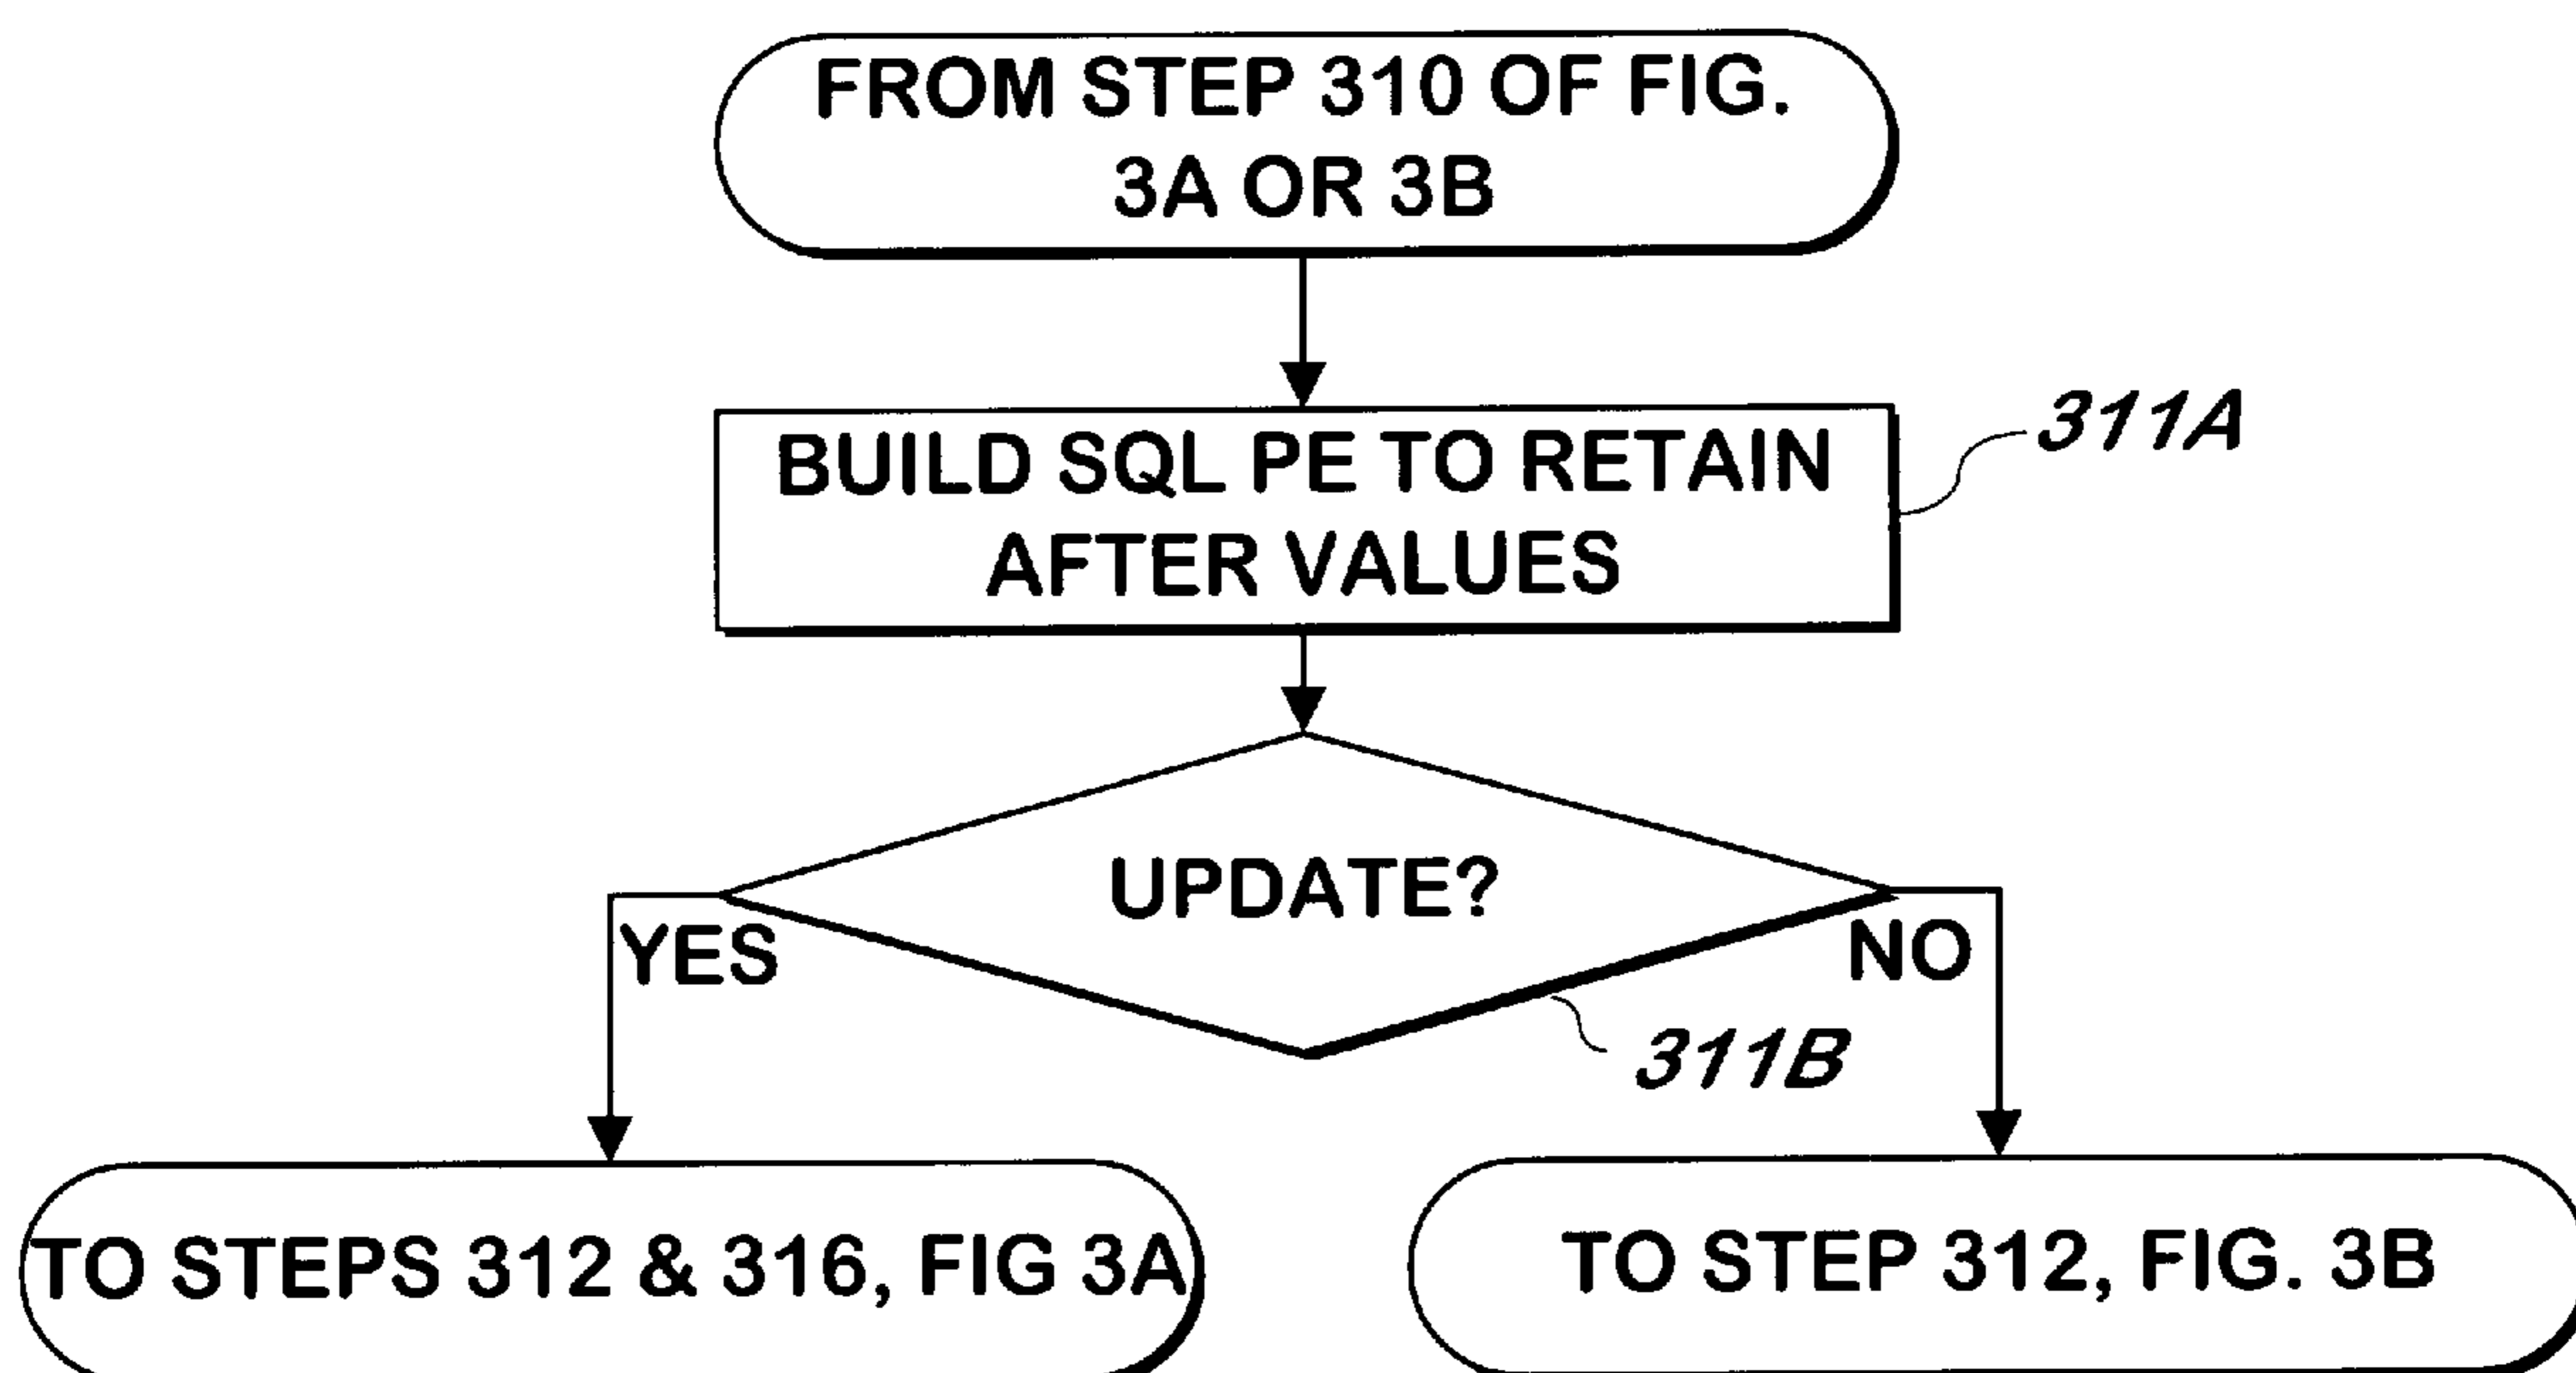 FROM STEP 310 OF FIG.
3A OR 3B
311A
BUILD SQL PE TO RETAIN
AFTER VALUES
UPDATE?
YES
NO
311B
TO STEPS 312 & 316, FIG 3A
TO STEP 312, FIG. 3B